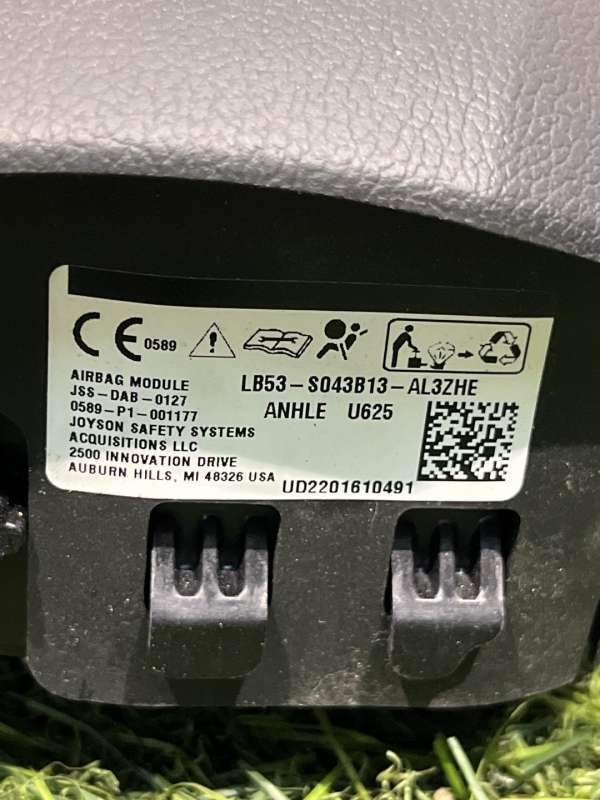 CE 0589
AIRBAG MODULE
JSS-DAB-0127
0589-P1-001177
JOYSON SAFETY SYSTEMS
ACQUISITIONS LLC
2500 INNOVATION DRIVE
AUBURN HILLS, MI 48326 USA
LB53-S043B13-AL3ZHE
ANHLE U625
UD2201610491